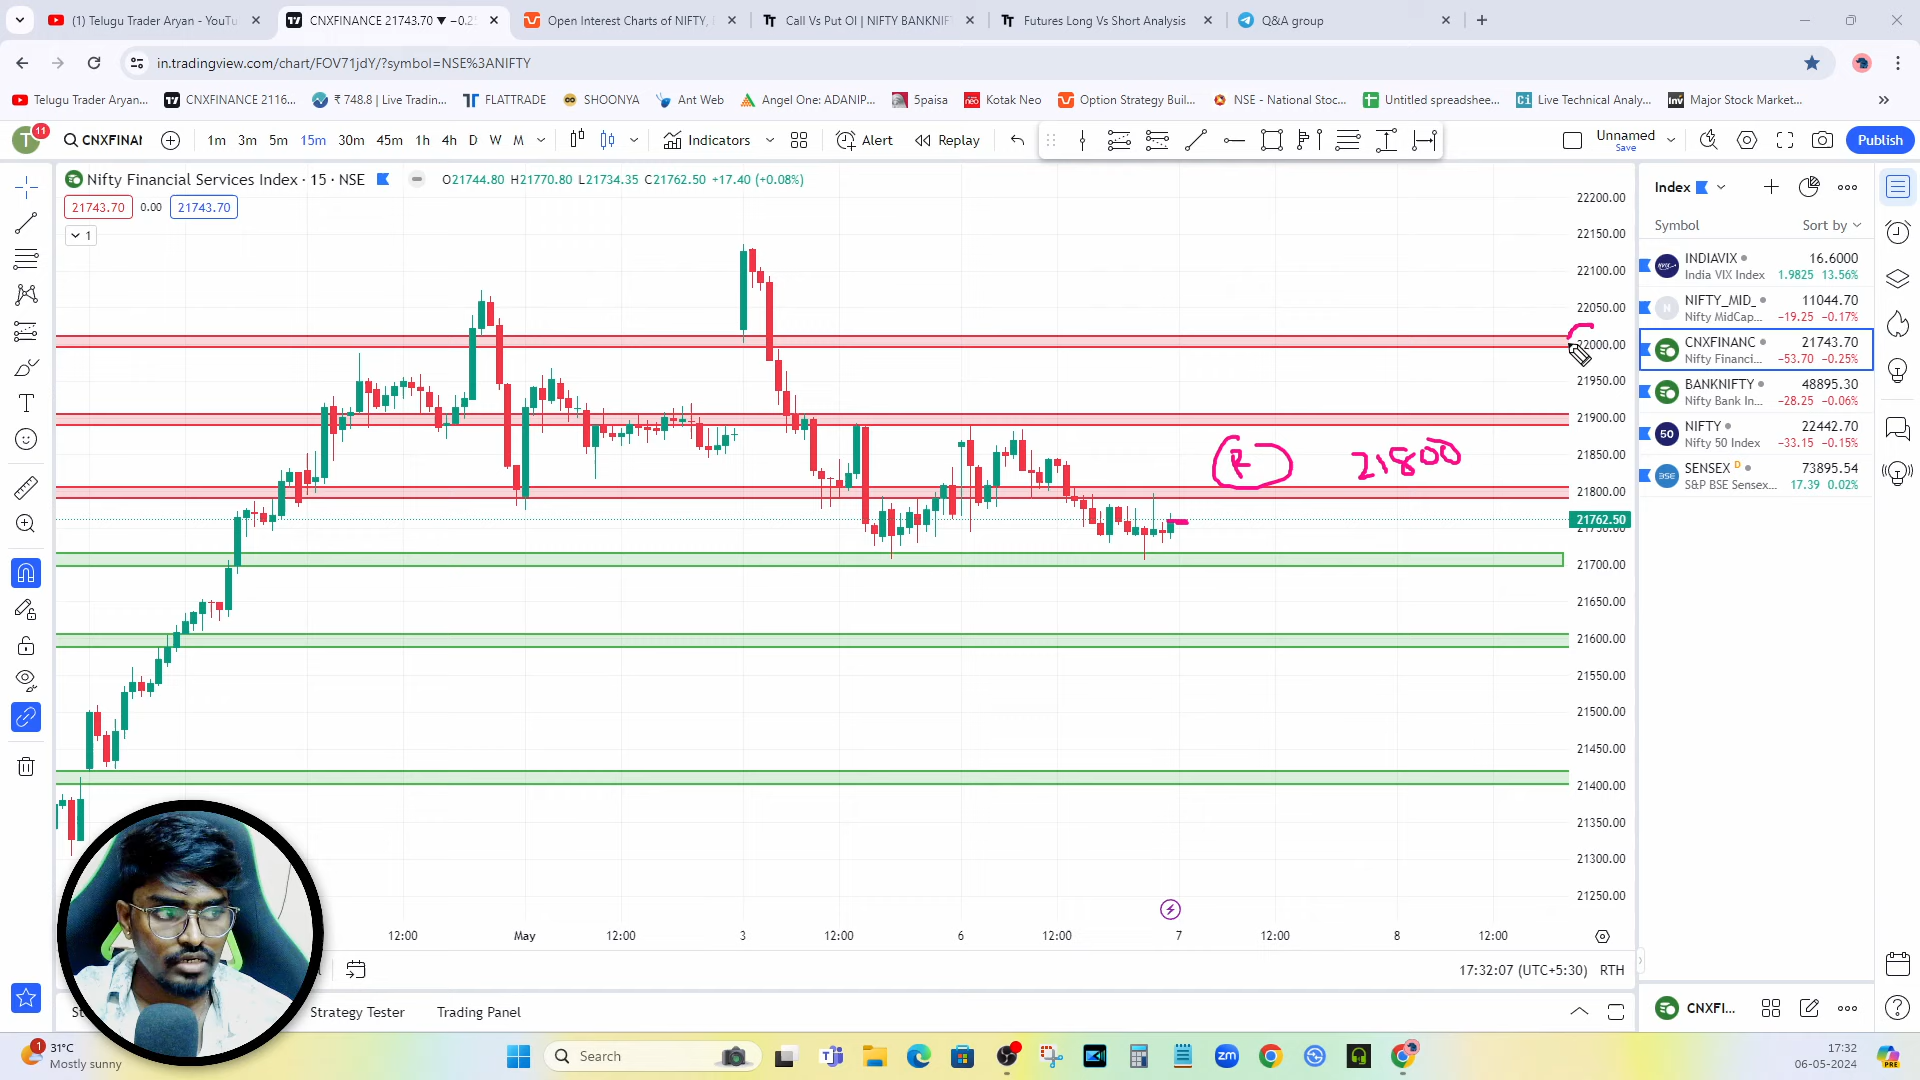 (1) Telugu Trader Aryan - YouTu
CNXFINANCE 21743.70 ▼ −0.25
Open Interest Charts of NIFTY,
Call Vs Put OI | NIFTY BANKNIF
Futures Long Vs Short Analysis
Q&A group
in.tradingview.com/chart/FOV71jdY/?symbol=NSE%3ANIFTY
Telugu Trader Aryan...
CNXFINANCE 2116...
₹ 748.8 | Live Tradin...
FLATTRADE
SHOONYA
Ant Web
Angel One: ADANIP...
5paisa
Kotak Neo
Option Strategy Buil...
NSE - National Stoc...
Untitled spreadshee...
Live Technical Analy...
Major Stock Market...
T 11
CNXFINAN
1m 3m 5m 15m 30m 45m 1h 4h D W M
Indicators
Alert
Replay
Unnamed
Save
Publish
Nifty Financial Services Index · 15 · NSE
O21744.80 H21770.80 L21734.35 C21762.50 +17.40 (+0.08%)
21743.70 0.00 21743.70
1
22200.00
22150.00
22100.00
22050.00
22000.00
21950.00
21900.00
21850.00
21800.00
21762.50
21700.00
21650.00
21600.00
21550.00
21500.00
21450.00
21400.00
21350.00
21300.00
21250.00
R 21800
12:00 May 12:00 3 12:00 6 12:00 7 12:00 8 12:00
17:32:07 (UTC+5:30) RTH
Strategy Tester
Trading Panel
Index
Symbol Sort by
INDIAVIX 16.6000
India VIX Index 1.9825 13.56%
NIFTY_MID_ 11044.70
Nifty MidCap... −19.25 −0.17%
CNXFINANC 21743.70
Nifty Financi... −53.70 −0.25%
BANKNIFTY 48895.30
Nifty Bank In... −28.25 −0.06%
50 NIFTY 22442.70
Nifty 50 Index −33.15 −0.15%
SENSEX D 73895.54
S&P BSE Sensex... 17.39 0.02%
CNXFI...
1 31°C
Mostly sunny
Search
17:32
06-05-2024